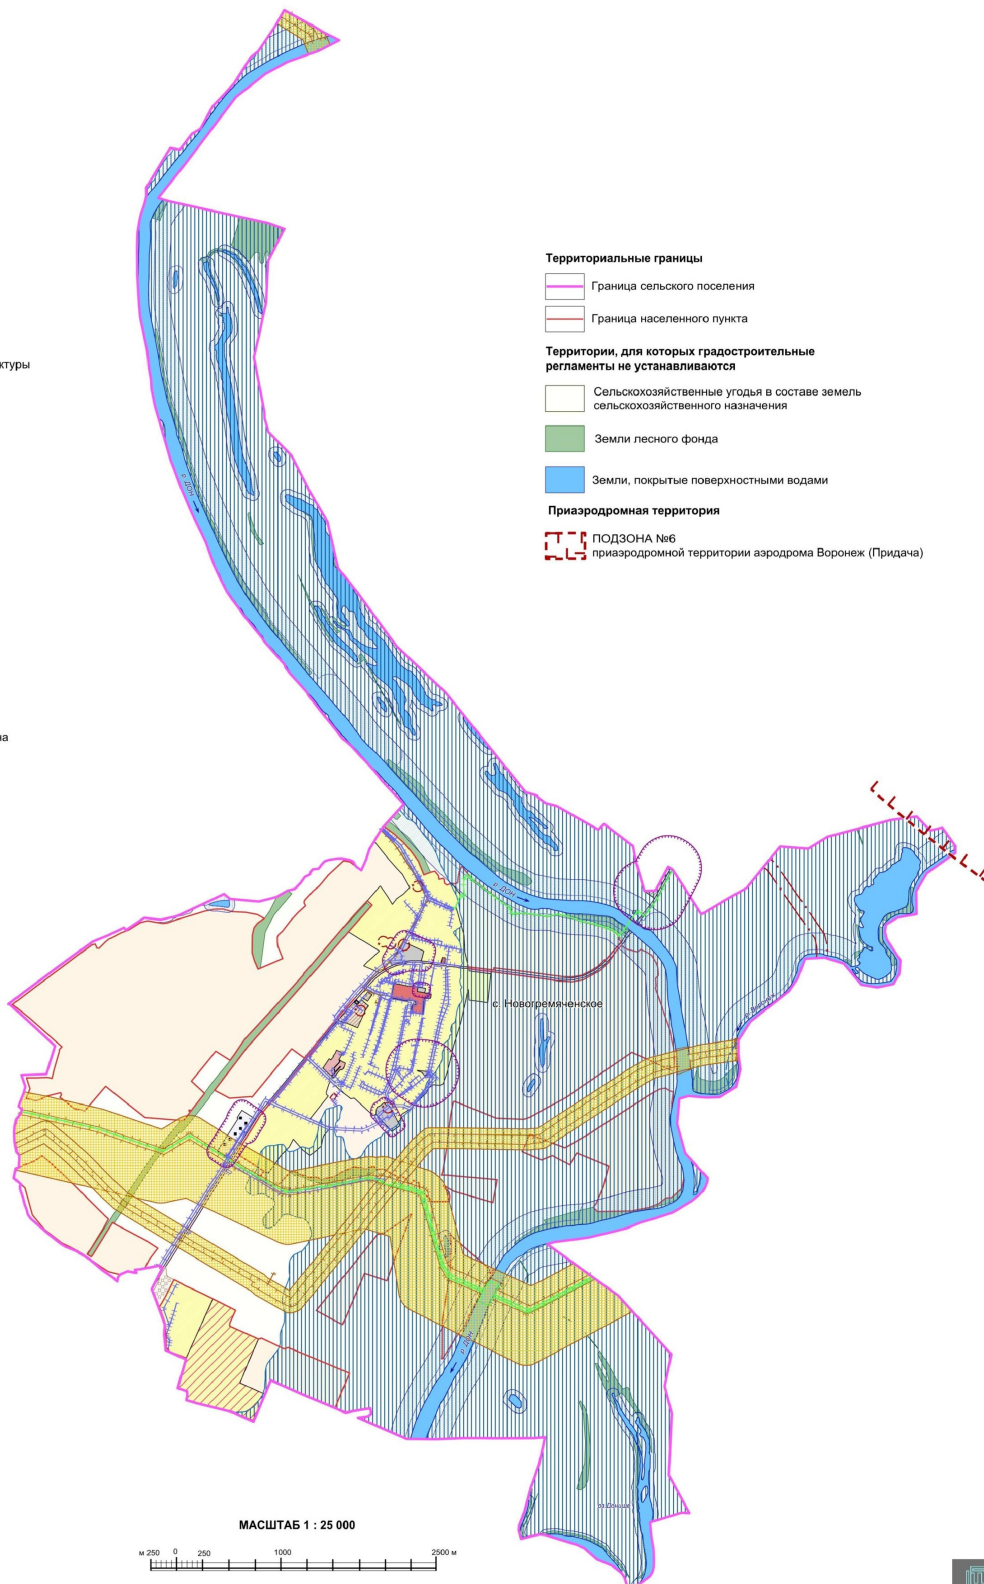 Территориальные границы
Граница сельского поселения
Граница населенного пункта
ктуры
Территории, для которых градостроительные
регламенты не устанавливаются
Сельскохозяйственные угодья в составе земель
сельскохозяйственного назначения
Земли лесного фонда
Земли, покрытые поверхностными водами
Приаэродромная территория
ПОДЗОНА №6
приаэродромной территории аэродрома Воронеж (Придача)
р. ДОН
на
р. ДОН
с. Новогремяченское
р. ДОН
МАСШТАБ 1 : 25 000
м 250 0 250 1000 2500 м